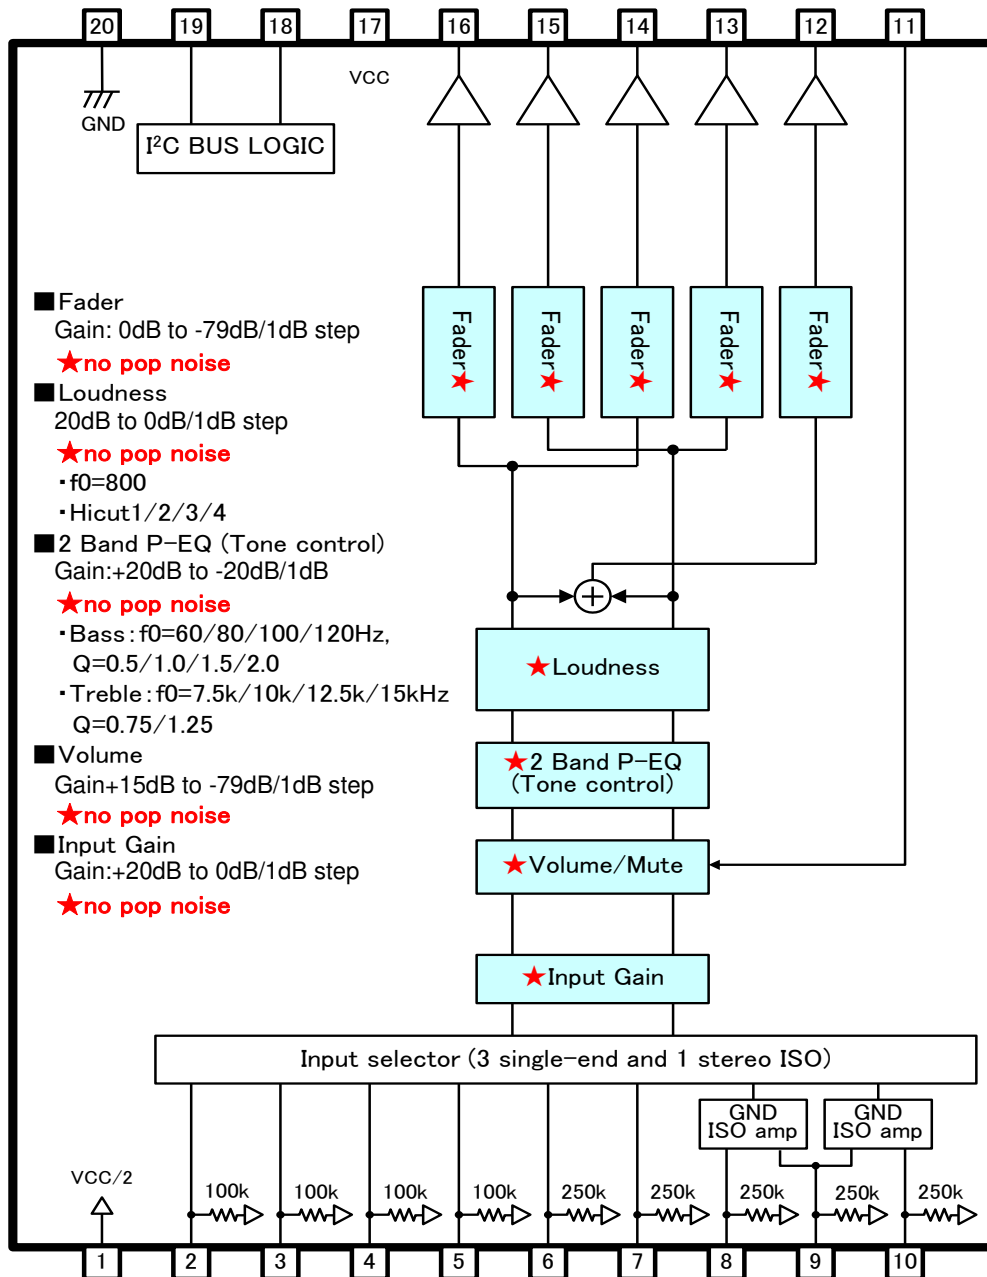 20 19 18 17 16 15 14 13 12 11
VCC
GND
I²C BUS LOGIC
■Fader
Gain: 0dB to -79dB/1dB step
★no pop noise
■Loudness
20dB to 0dB/1dB step
★no pop noise
・f0=800
・Hicut1/2/3/4
■2 Band P-EQ (Tone control)
Gain:+20dB to -20dB/1dB
★no pop noise
・Bass:f0=60/80/100/120Hz,
Q=0.5/1.0/1.5/2.0
・Treble:f0=7.5k/10k/12.5k/15kHz
Q=0.75/1.25
■Volume
Gain+15dB to -79dB/1dB step
★no pop noise
■Input Gain
Gain:+20dB to 0dB/1dB step
★no pop noise
Fader★
Fader★
Fader★
Fader★
Fader★
★Loudness
★2 Band P-EQ
(Tone control)
★Volume/Mute
★Input Gain
Input selector (3 single-end and 1 stereo ISO)
GND
ISO amp
GND
ISO amp
VCC/2
100k 100k 100k 100k 250k 250k 250k 250k 250k
1 2 3 4 5 6 7 8 9 10